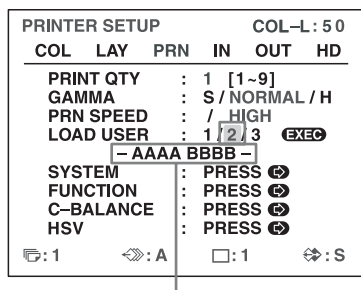 PRINTER SETUP COL–L:50
COL LAY PRN IN OUT HD
PRINT QTY : 1 [1~9]
GAMMA : S / NORMAL / H
PRN SPEED : / HIGH
LOAD USER : 1 / 2 / 3 EXEC
– AAAA BBBB –
SYSTEM : PRESS
FUNCTION : PRESS
C–BALANCE : PRESS
HSV : PRESS
:1 :A :1 :S